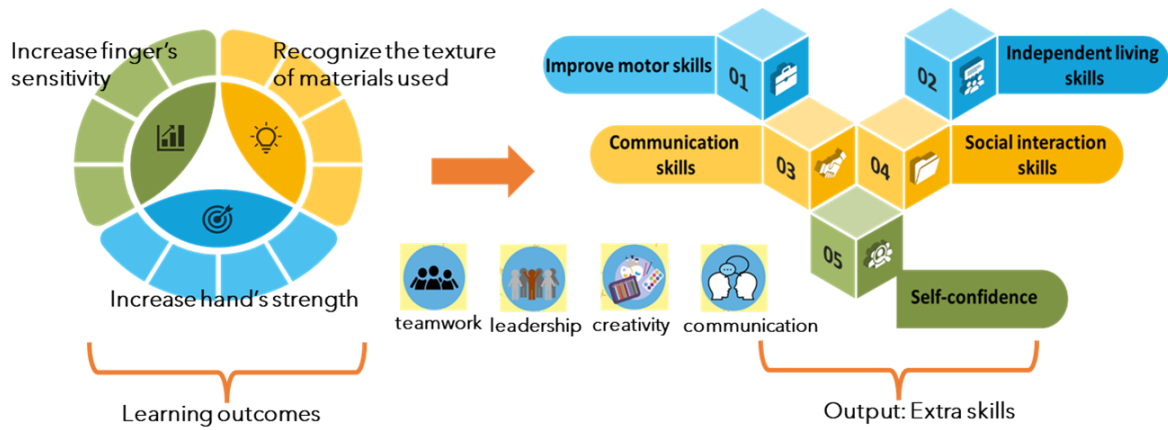 Increase finger's
sensitivity
Recognize the texture
of materials used
Increase hand's strength
Learning outcomes
teamwork
leadership
creativity
communication
Improve motor skills
01
02
Independent living
skills
Communication
skills
03
04
Social interaction
skills
05
Self-confidence
Output: Extra skills